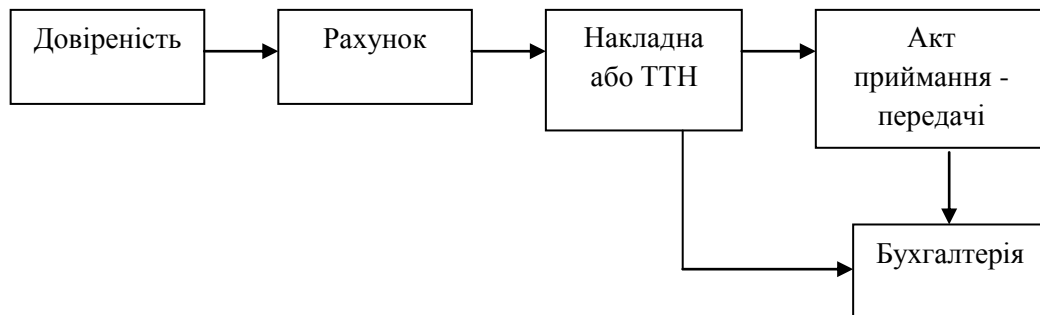 Довіреність
Рахунок
Накладна
або ТТН
Акт
приймання -
передачі
Бухгалтерія